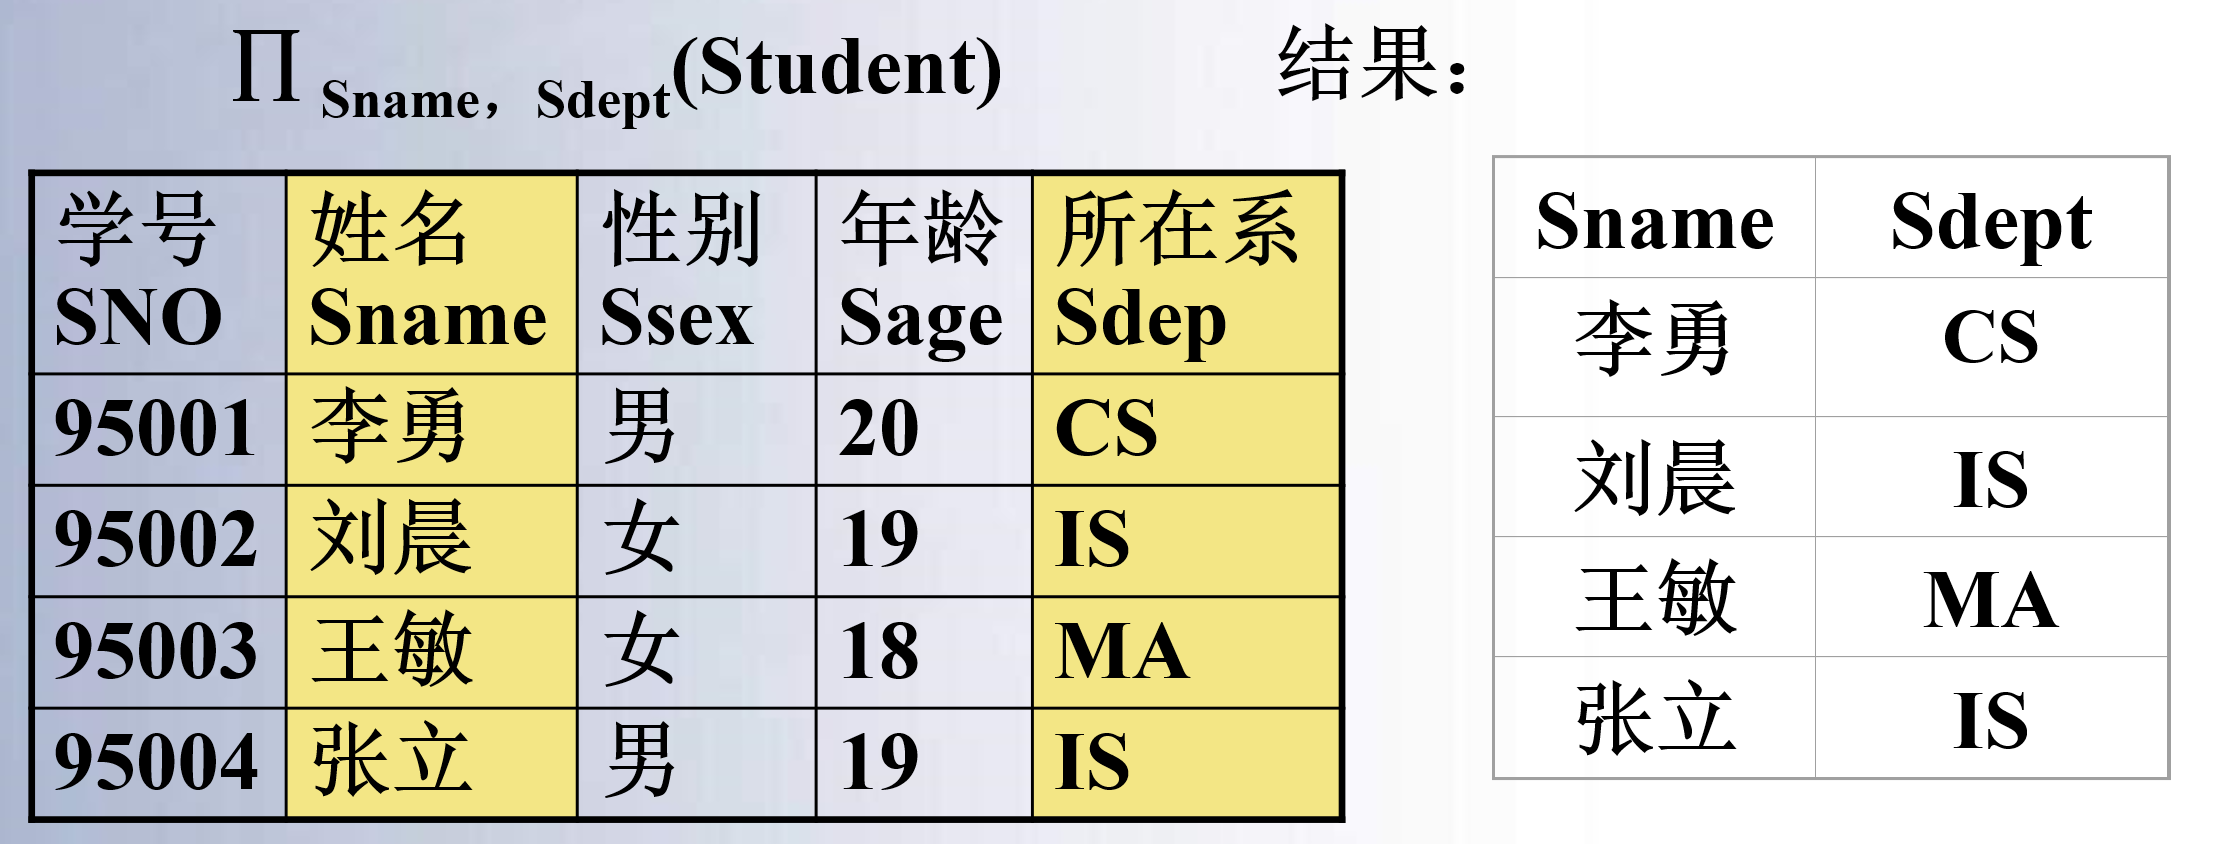 ∏ Sname，Sdept(Student) 结果：
学号 姓名 性别 年龄 所在系
SNO Sname Ssex Sage Sdep
95001 李勇 男 20 CS
95002 刘晨 女 19 IS
95003 王敏 女 18 MA
95004 张立 男 19 IS
Sname Sdept
李勇 CS
刘晨 IS
王敏 MA
张立 IS